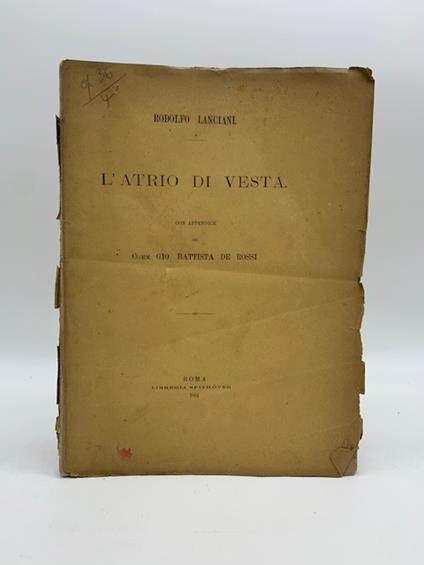 RODOLFO LANCIANI.
L'ATRIO DI VESTA.
CON APPENDICE
DEL
COMM. GIO. BATTISTA DE ROSSI
ROMA
LIBRERIA SPITHÖVER